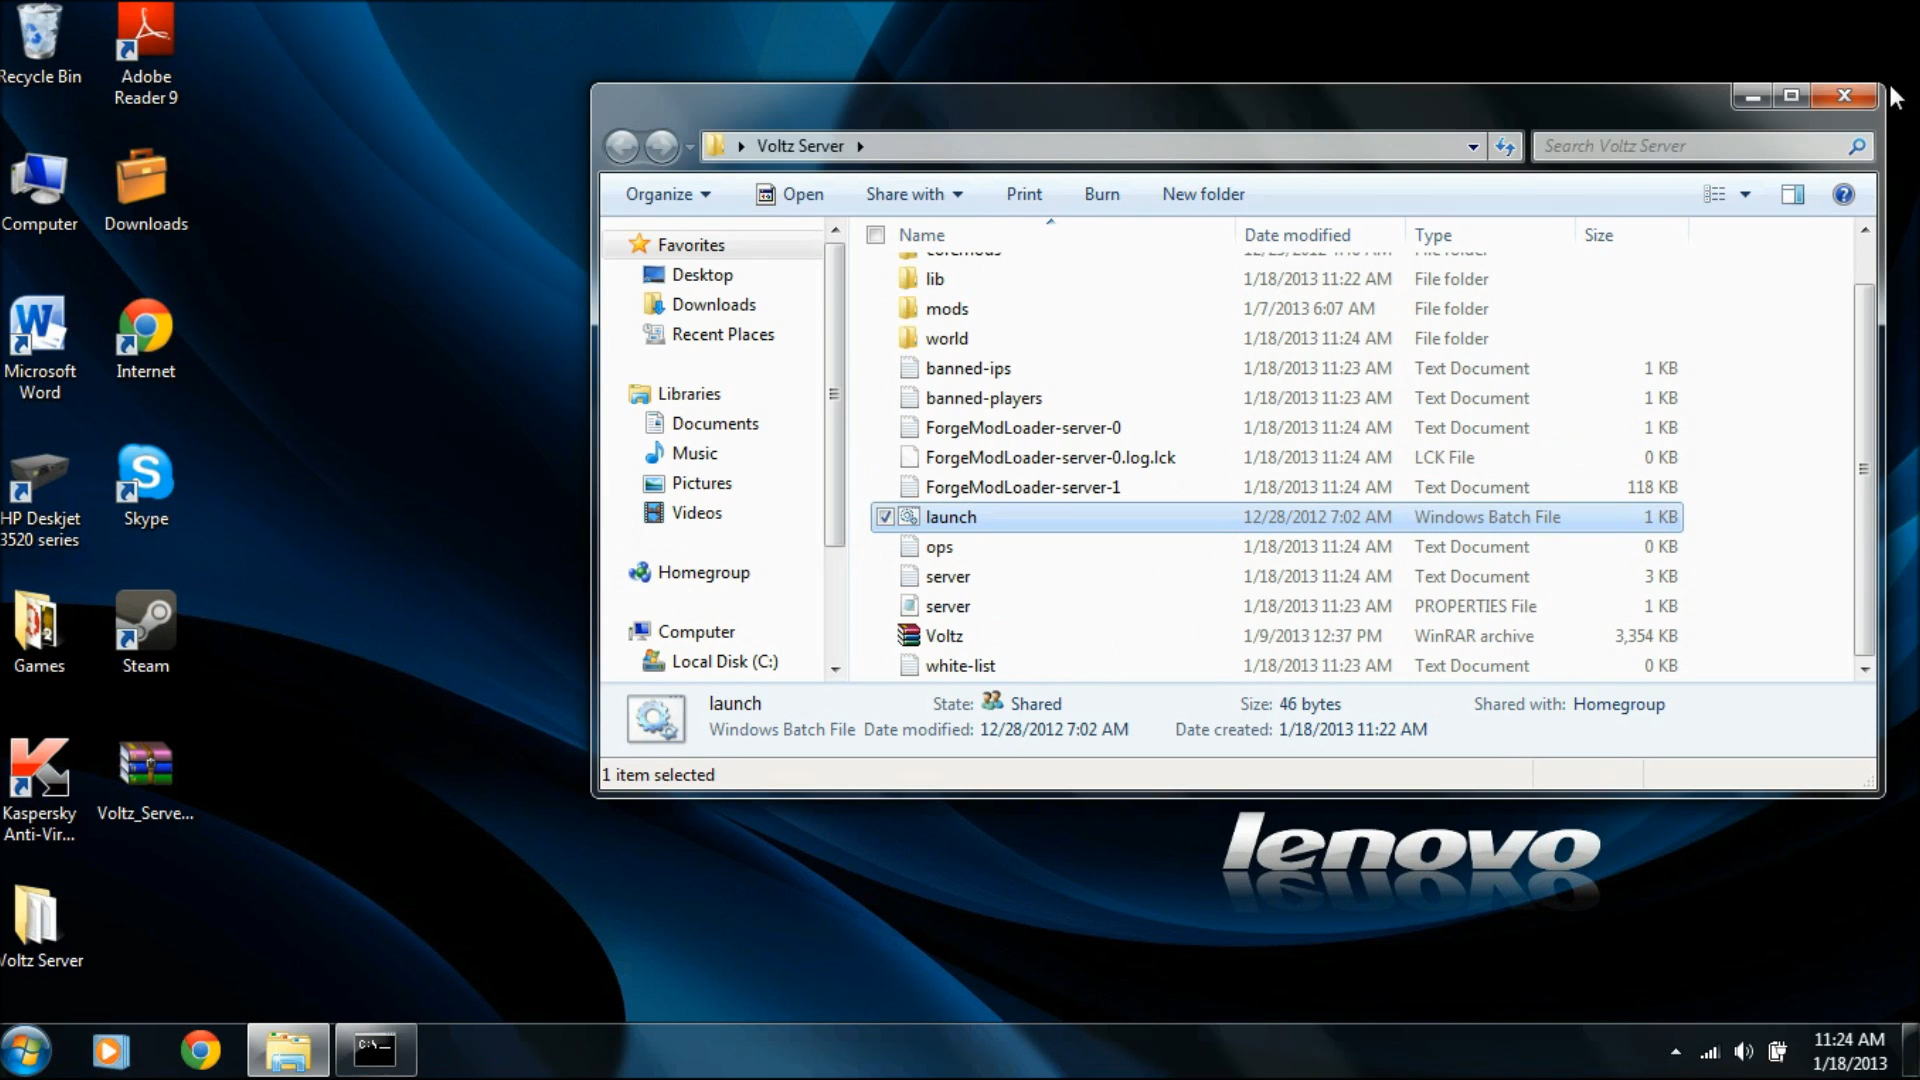 Recycle Bin
Adobe
Reader 9
Computer
Downloads
Microsoft
Word
Internet
HP Deskjet
3520 series
Skype
Games
Steam
Kaspersky
Anti-Vir...
Voltz_Serve...
Voltz Server
Voltz Server
Search Voltz Server
Organize Open Share with Print Burn New folder
Favorites
Desktop
Downloads
Recent Places
Libraries
Documents
Music
Pictures
Videos
Homegroup
Computer
Local Disk (C:)
Name Date modified Type Size
coremods File folder
lib 1/18/2013 11:22 AM File folder
mods 1/7/2013 6:07 AM File folder
world 1/18/2013 11:24 AM File folder
banned-ips 1/18/2013 11:23 AM Text Document 1 KB
banned-players 1/18/2013 11:23 AM Text Document 1 KB
ForgeModLoader-server-0 1/18/2013 11:24 AM Text Document 1 KB
ForgeModLoader-server-0.log.lck 1/18/2013 11:24 AM LCK File 0 KB
ForgeModLoader-server-1 1/18/2013 11:24 AM Text Document 118 KB
launch 12/28/2012 7:02 AM Windows Batch File 1 KB
ops 1/18/2013 11:24 AM Text Document 0 KB
server 1/18/2013 11:24 AM Text Document 3 KB
server 1/18/2013 11:23 AM PROPERTIES File 1 KB
Voltz 1/9/2013 12:37 PM WinRAR archive 3,354 KB
white-list 1/18/2013 11:23 AM Text Document 0 KB
launch State: Shared Size: 46 bytes Shared with: Homegroup
Windows Batch File Date modified: 12/28/2012 7:02 AM Date created: 1/18/2013 11:22 AM
1 item selected
lenovo
C:\
11:24 AM
1/18/2013